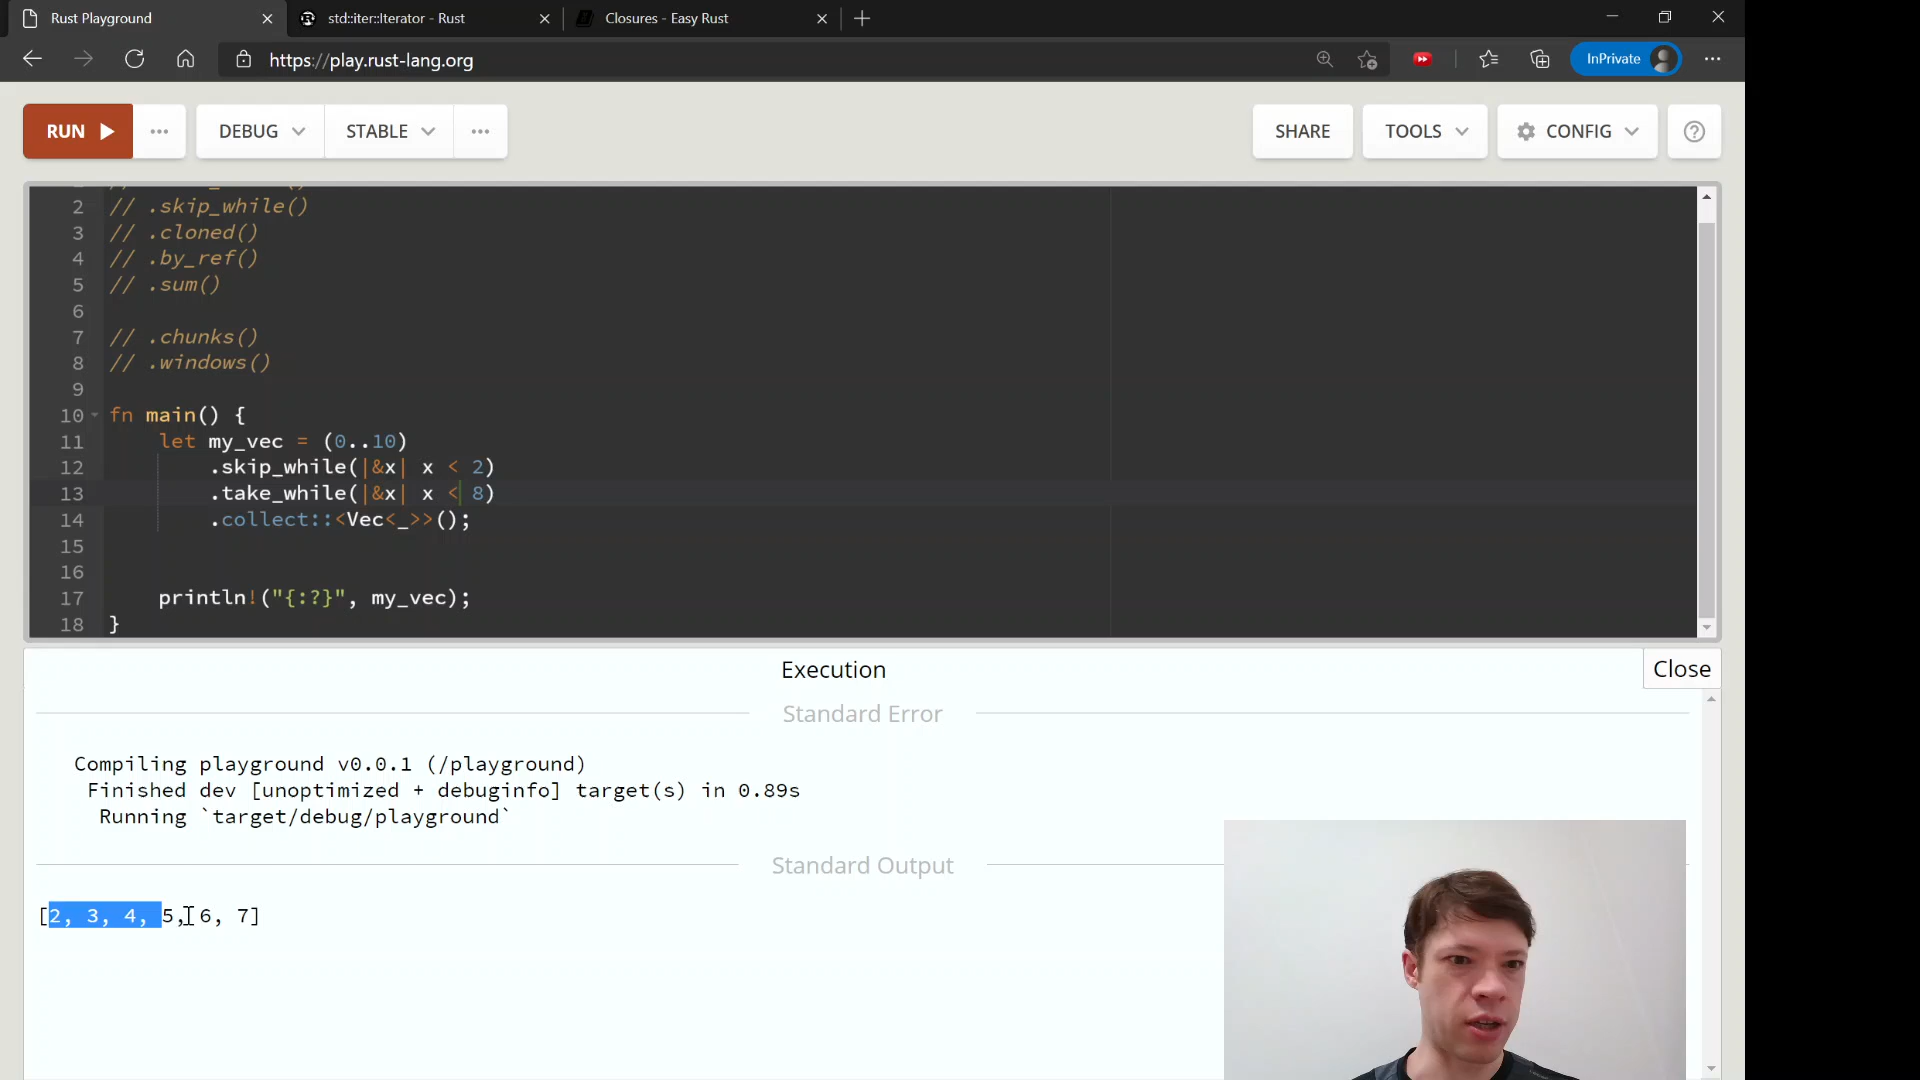 Rust Playground
std::iter::Iterator - Rust
Closures - Easy Rust
https://play.rust-lang.org
InPrivate
RUN
DEBUG
STABLE
SHARE
TOOLS
CONFIG
2 // .skip_while()
3 // .cloned()
4 // .by_ref()
5 // .sum()
6
7 // .chunks()
8 // .windows()
9
10 fn main() {
11 let my_vec = (0..10)
12 .skip_while(|&x| x < 2)
13 .take_while(|&x| x < 8)
14 .collect::<Vec<_>>();
15
16
17 println!("{:?}", my_vec);
18 }
Execution
Close
Standard Error
Compiling playground v0.0.1 (/playground)
Finished dev [unoptimized + debuginfo] target(s) in 0.89s
Running `target/debug/playground`
Standard Output
[2, 3, 4, 5, 6, 7]